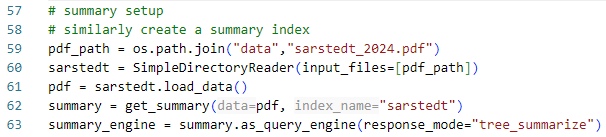 57 # summary setup
58 # similarly create a summary index
59 pdf_path = os.path.join("data","sarstedt_2024.pdf")
60 sarstedt = SimpleDirectoryReader(input_files=[pdf_path])
61 pdf = sarstedt.load_data()
62 summary = get_summary(data=pdf, index_name="sarstedt")
63 summary_engine = summary.as_query_engine(response_mode="tree_summarize")